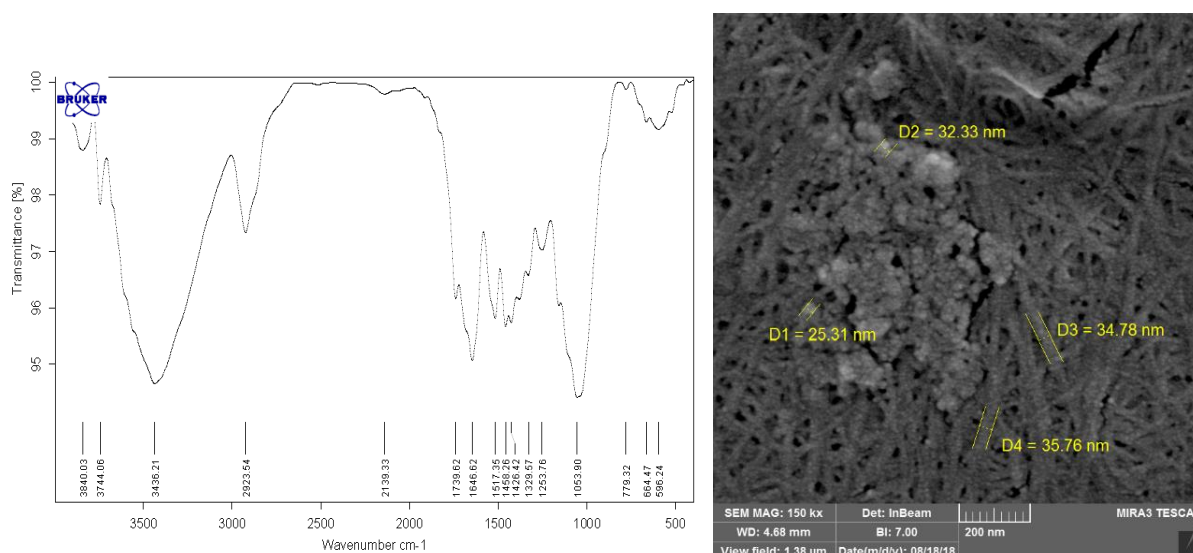 100
99
98
97
96
95
Transmittance [%]
BRUKER
3840.03
3744.06
3436.21
2923.54
2139.33
1739.62
1646.62
1517.35
1458.26
1426.42
1329.57
1253.76
1053.90
779.32
664.47
596.24
3500 3000 2500 2000 1500 1000 500
Wavenumber cm-1
D2 = 32.33 nm
D1 = 25.31 nm
D3 = 34.78 nm
D4 = 35.76 nm
SEM MAG: 150 kx Det: InBeam MIRA3 TESCA
WD: 4.68 mm BI: 7.00 200 nm
View field: 1.38 µm Date(m/d/y): 08/18/18